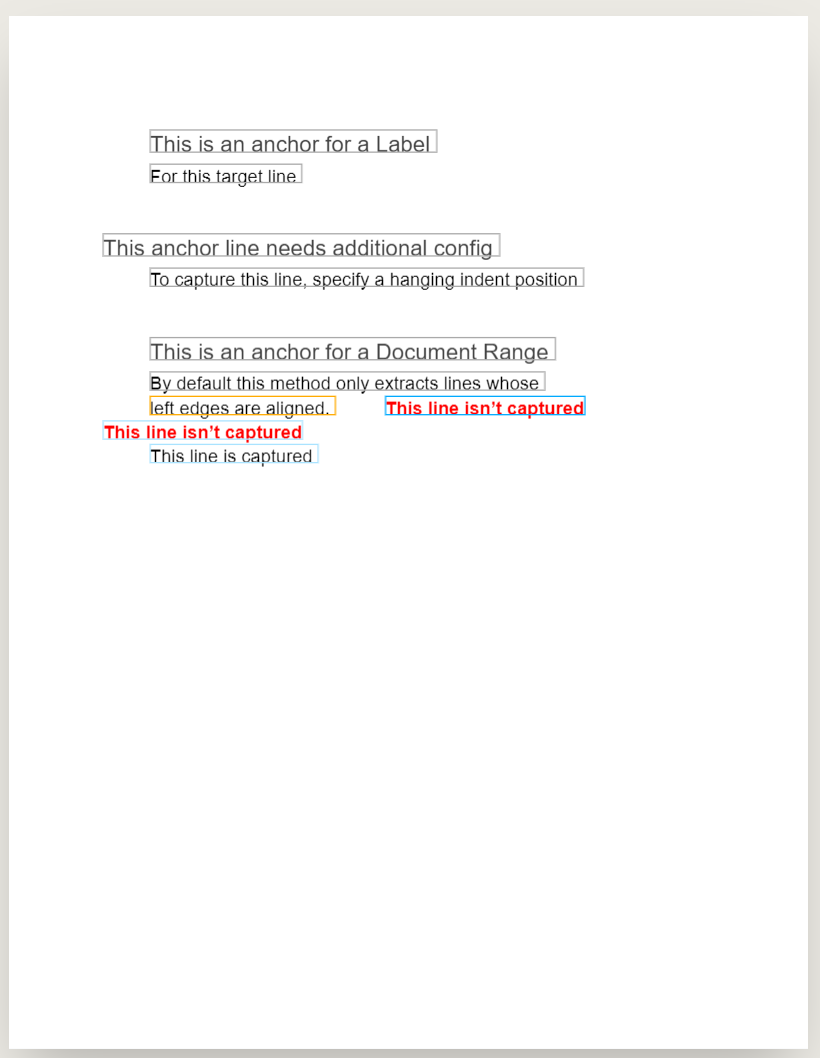 This is an anchor for a Label
For this target line
This anchor line needs additional config
To capture this line, specify a hanging indent position
This is an anchor for a Document Range
By default this method only extracts lines whose
left edges are aligned. This line isn’t captured
This line isn’t captured
This line is captured